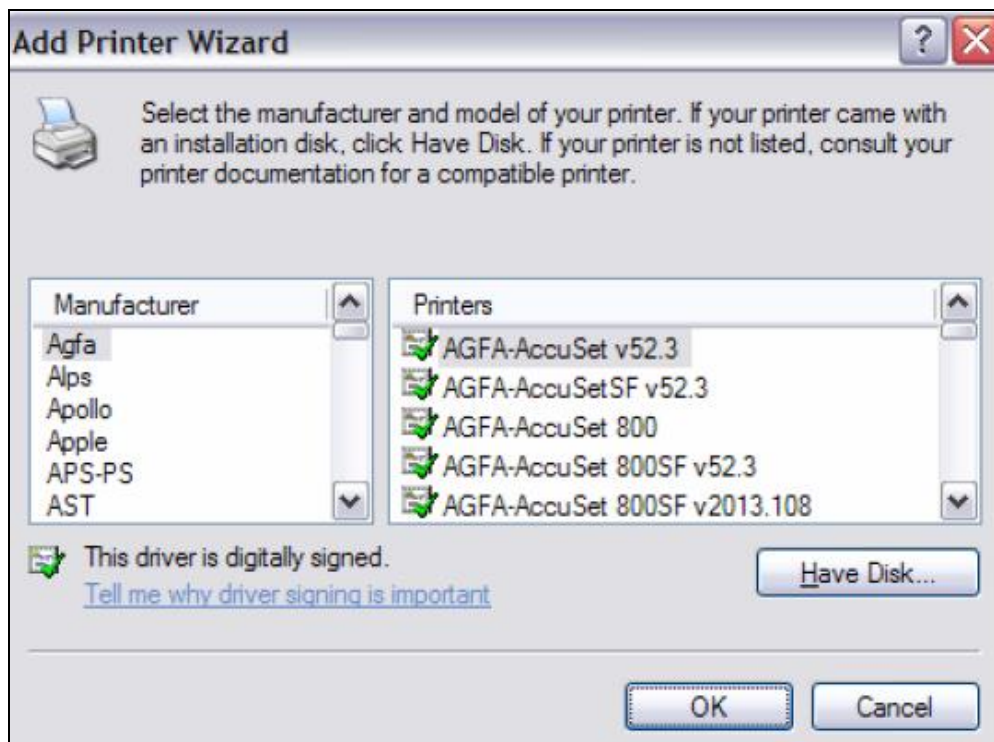 Add Printer Wizard
Select the manufacturer and model of your printer. If your printer came with
an installation disk, click Have Disk. If your printer is not listed, consult your
printer documentation for a compatible printer.
Manufacturer
Agfa
Alps
Apollo
Apple
APS-PS
AST
Printers
AGFA-AccuSet v52.3
AGFA-AccuSetSF v52.3
AGFA-AccuSet 800
AGFA-AccuSet 800SF v52.3
AGFA-AccuSet 800SF v2013.108
This driver is digitally signed.
Tell me why driver signing is important
Have Disk...
OK
Cancel